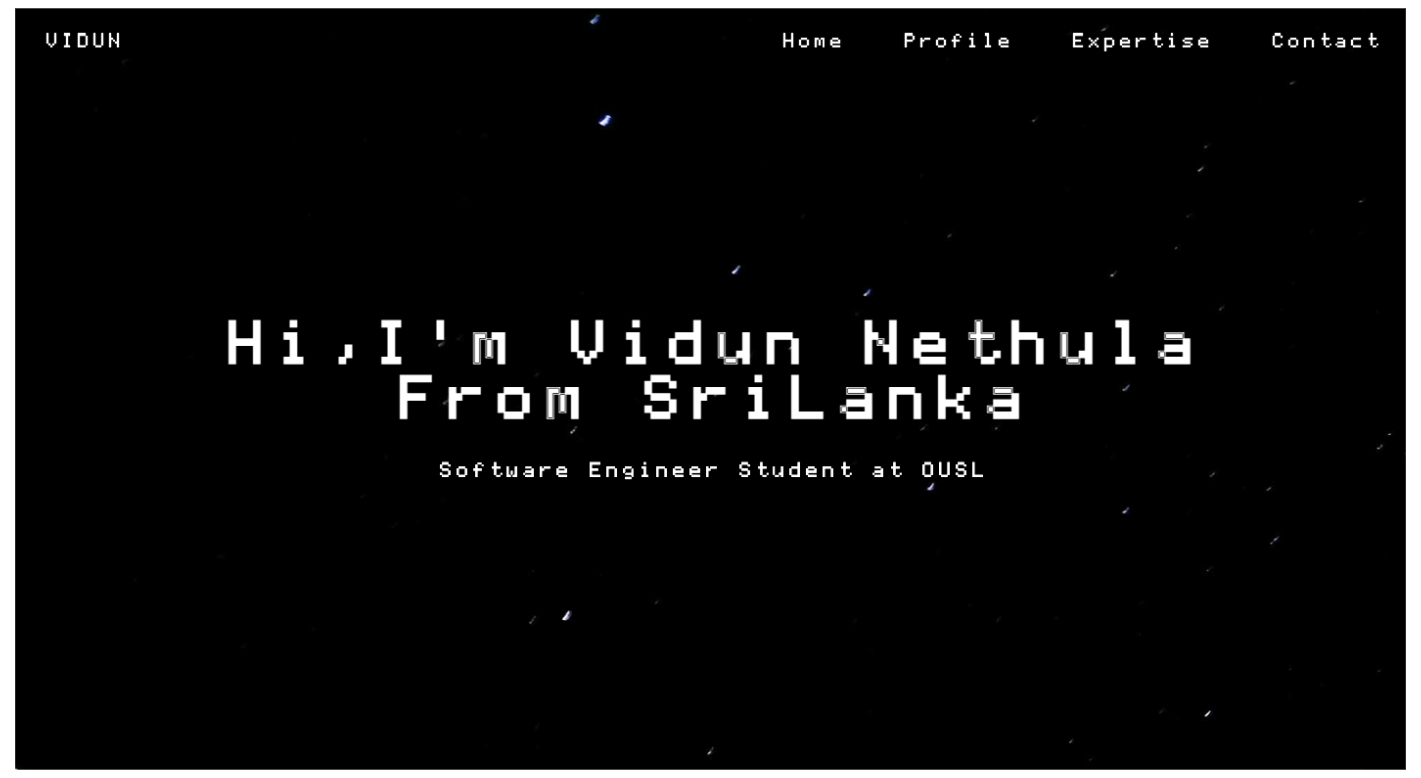 VIDUN
Home Profile Expertise Contact
Hi,I'm Vidun Nethula
From SriLanka
Software Engineer Student at OUSL